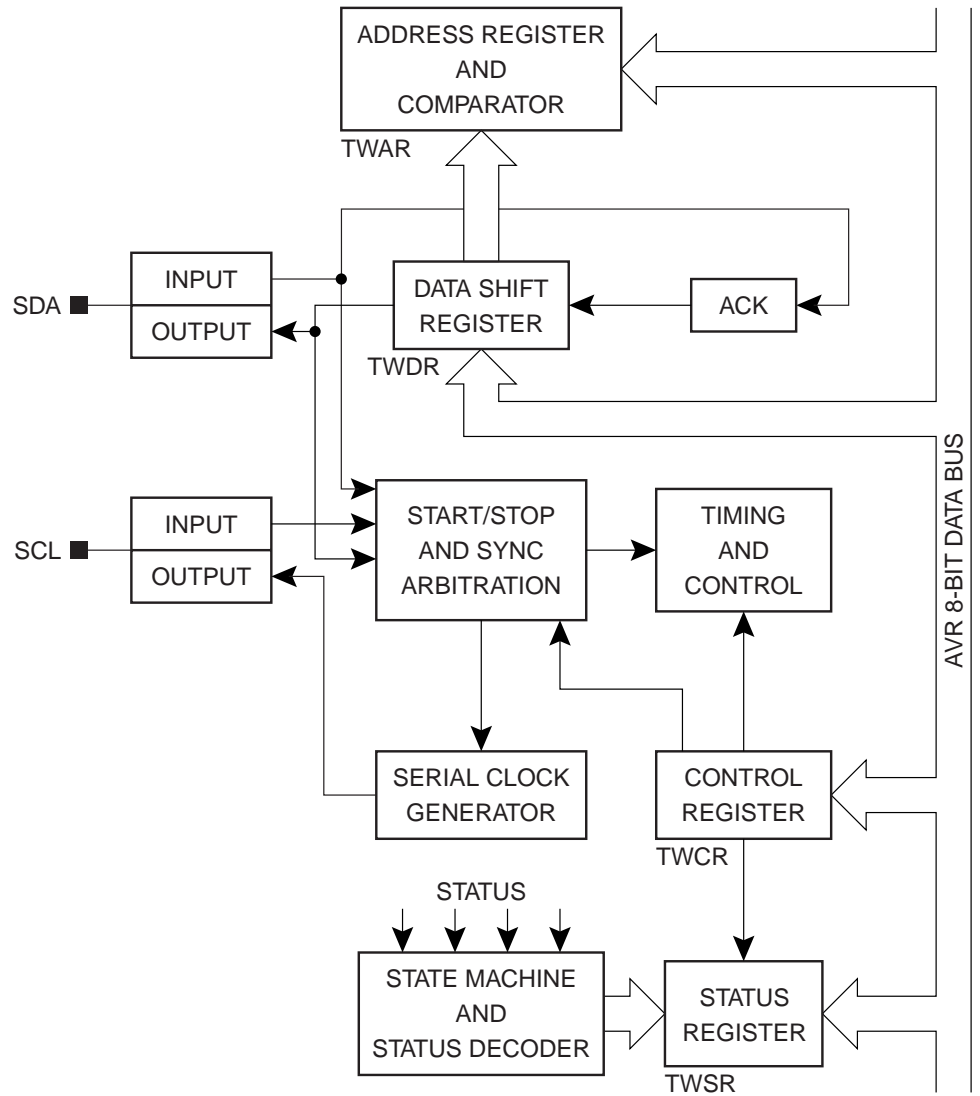 ADDRESS REGISTER
AND
COMPARATOR
TWAR
SDA
INPUT
OUTPUT
DATA SHIFT
REGISTER
TWDR
ACK
SCL
INPUT
OUTPUT
START/STOP
AND SYNC
ARBITRATION
TIMING
AND
CONTROL
AVR 8-BIT DATA BUS
SERIAL CLOCK
GENERATOR
CONTROL
REGISTER
TWCR
STATUS
STATE MACHINE
AND
STATUS DECODER
STATUS
REGISTER
TWSR